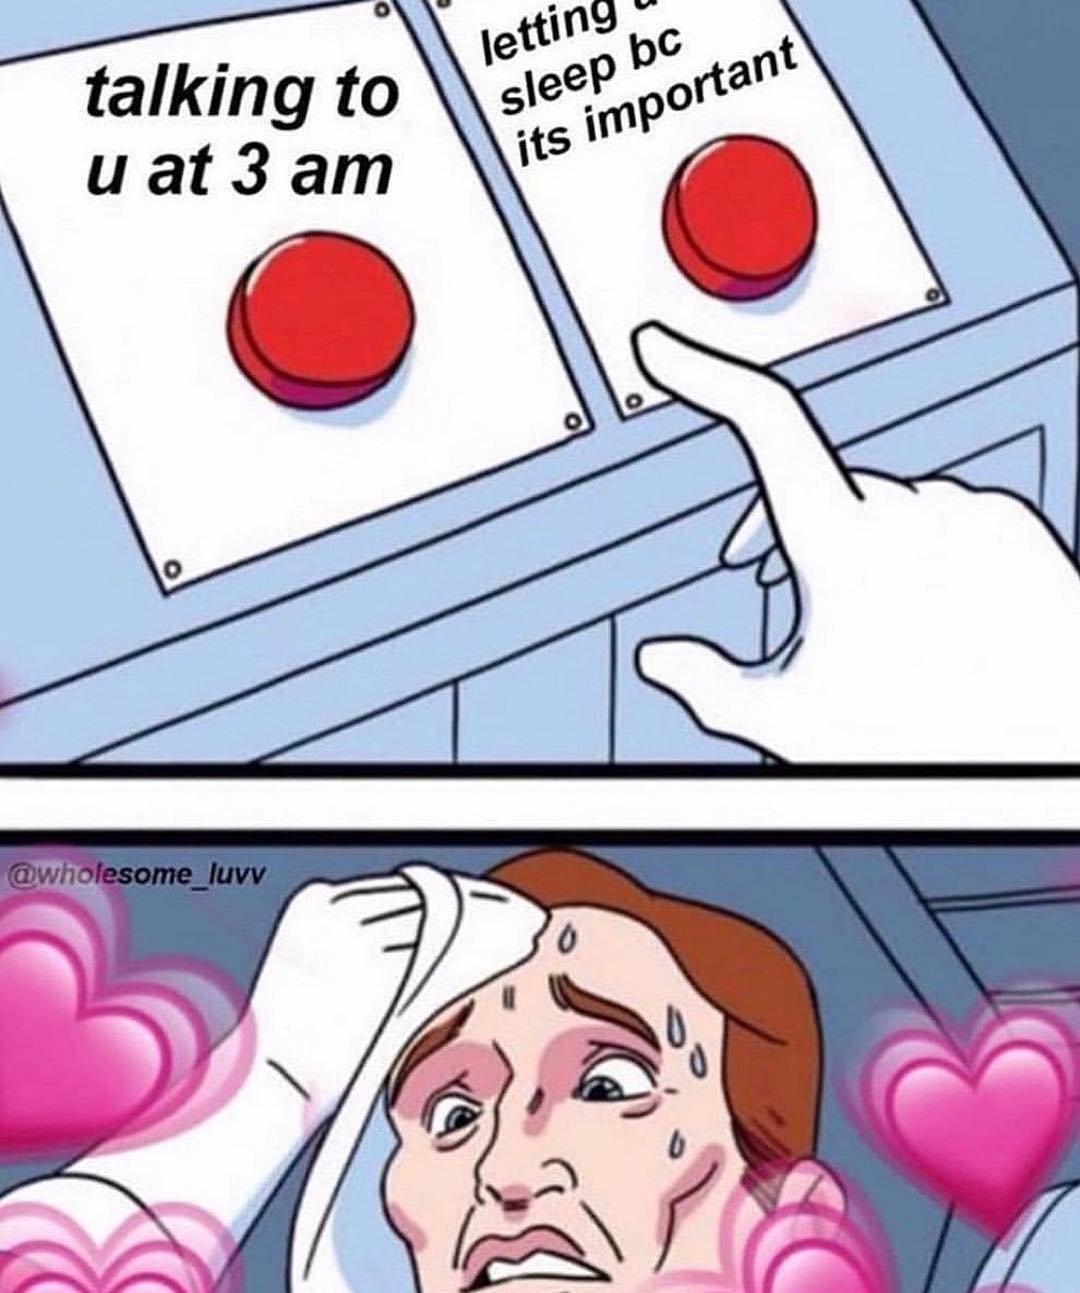 talking to
u at 3 am
letting
sleep bc
its important
@wholesome_luvv